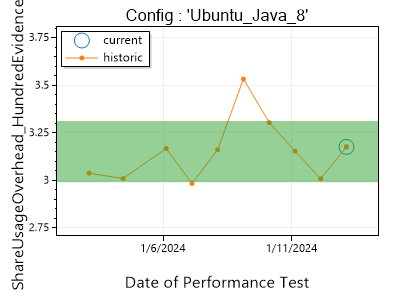 Config : 'Ubuntu_Java_8'
ShareUsageOverhead_HundredEvidence
current
historic
3.75
3.5
3.25
3
2.75
1/6/2024
1/11/2024
Date of Performance Test